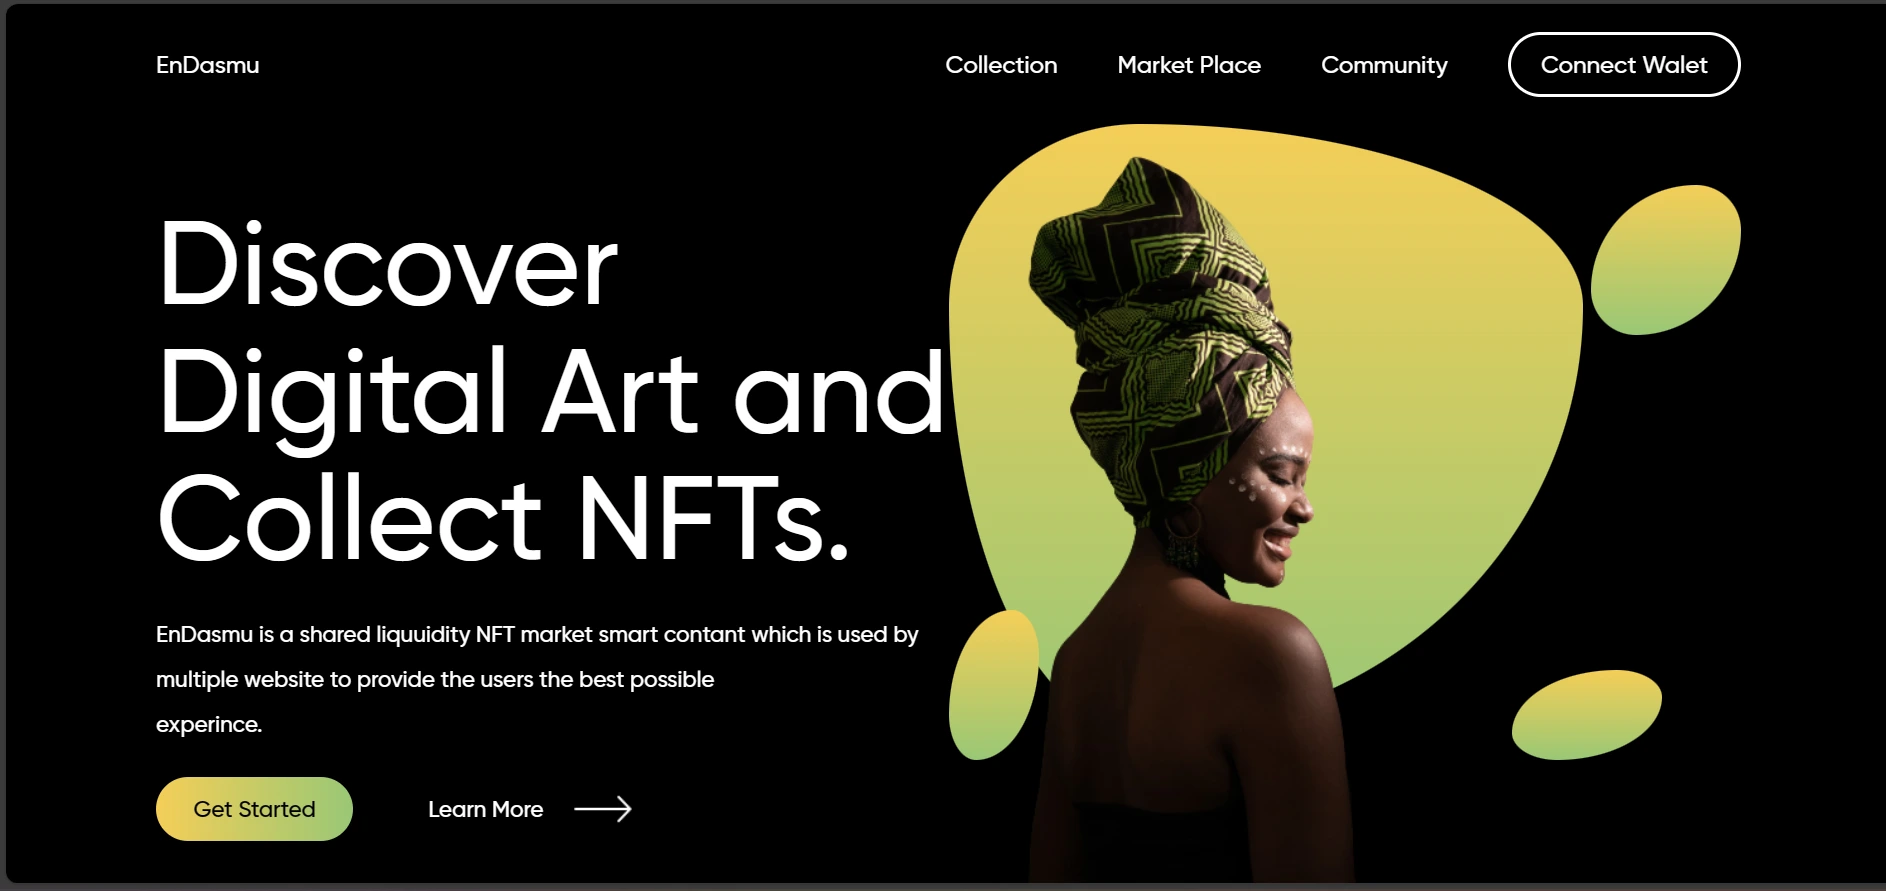 EnDasmu
Collection
Market Place
Community
Connect Walet
Discover
Digital Art and
Collect NFTs.
EnDasmu is a shared liquuidity NFT market smart contant which is used by
multiple website to provide the users the best possible
experince.
Get Started
Learn More